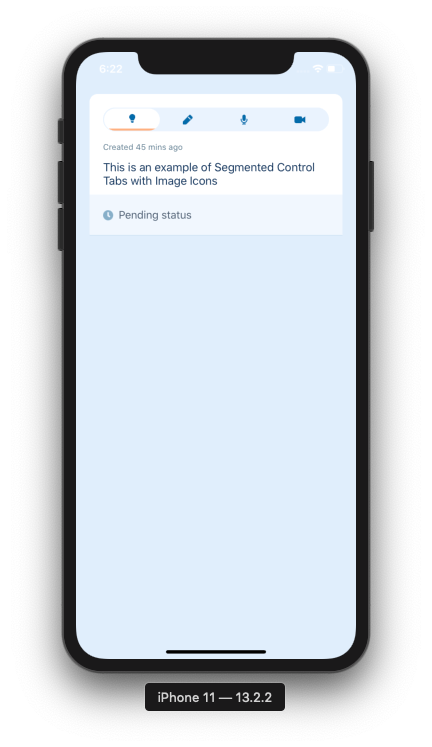 6:22
Created 45 mins ago
This is an example of Segmented Control
Tabs with Image Icons
Pending status
iPhone 11 — 13.2.2